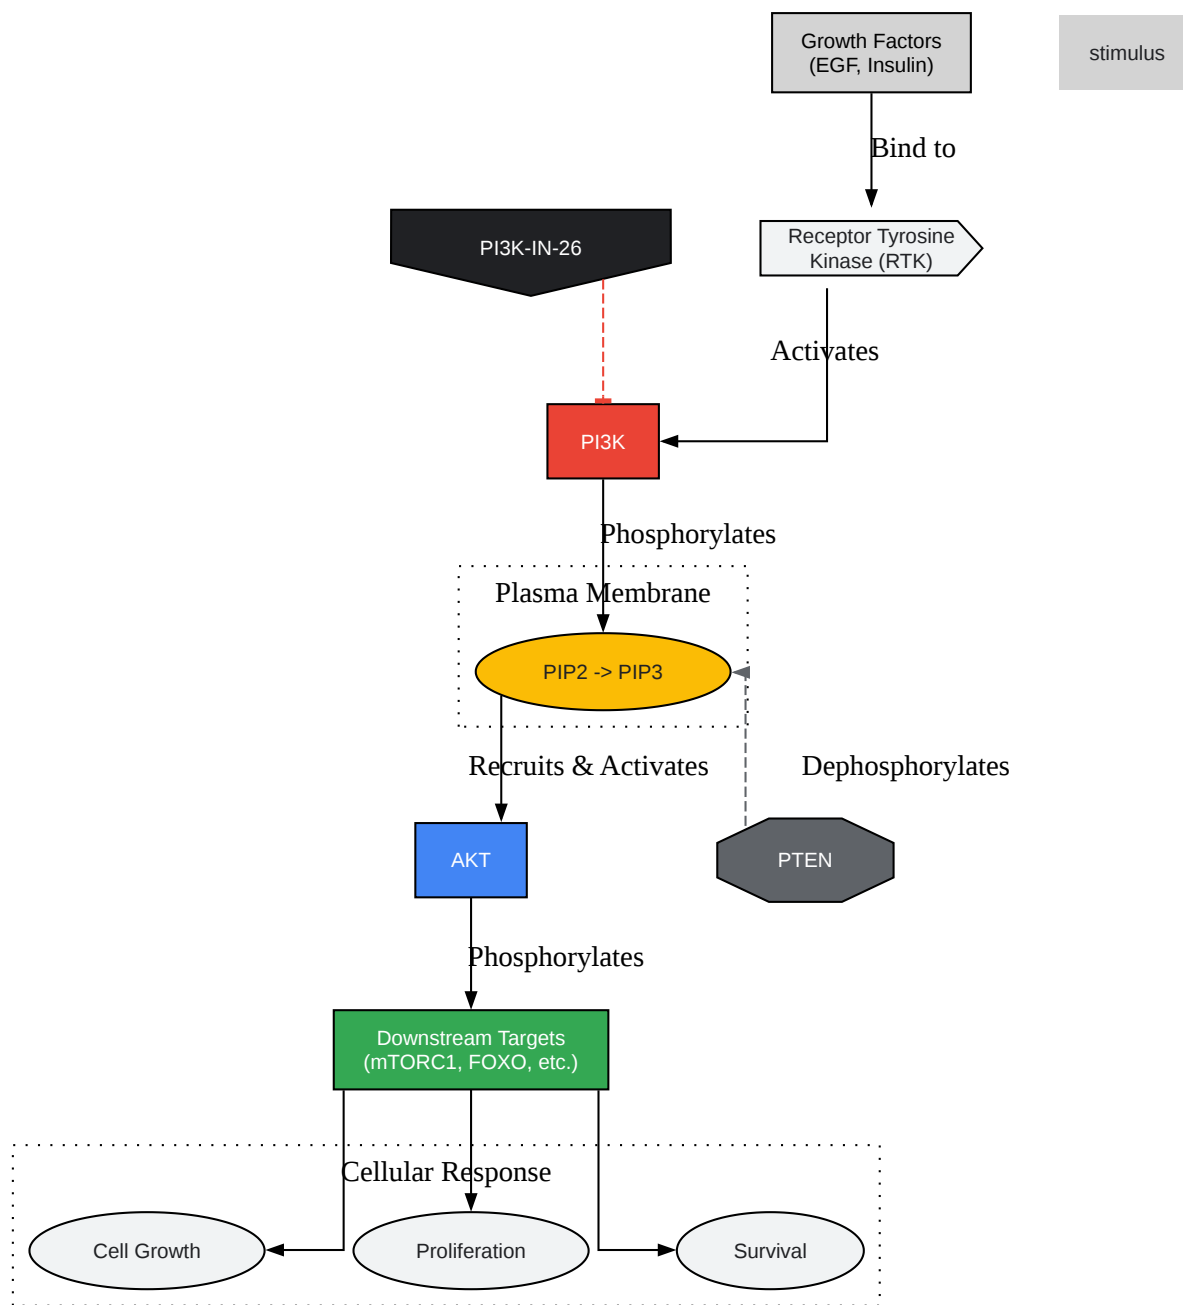 Growth Factors
(EGF, Insulin)
stimulus
Bind to
PI3K-IN-26
Receptor Tyrosine
Kinase (RTK)
Activates
PI3K
Phosphorylates
Plasma Membrane
PIP2 -> PIP3
Recruits & Activates
Dephosphorylates
AKT
PTEN
Phosphorylates
Downstream Targets
(mTORC1, FOXO, etc.)
Cellular Response
Cell Growth
Proliferation
Survival